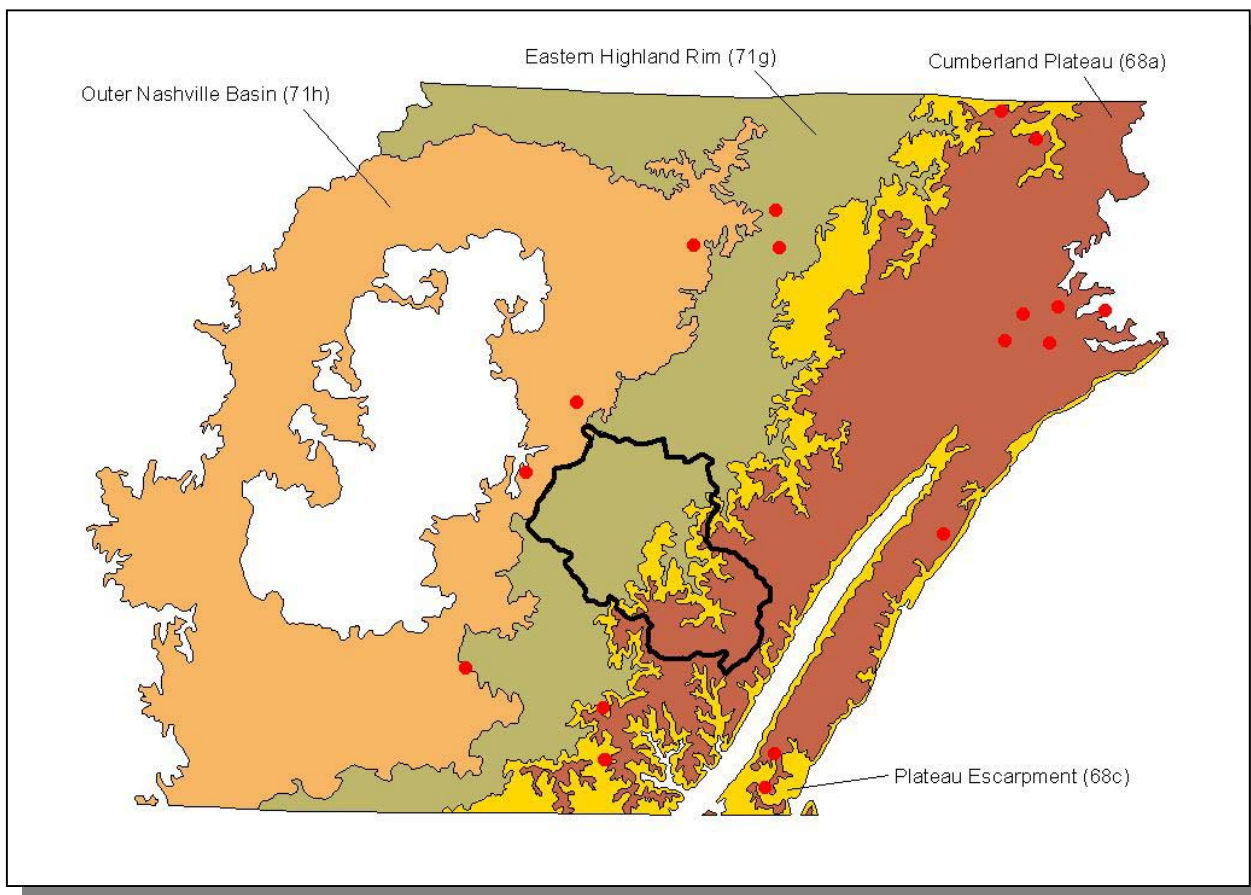 Eastern Highland Rim (71g)
Cumberland Plateau (68a)
Outer Nashville Basin (71h)
Plateau Escarpment (68c)